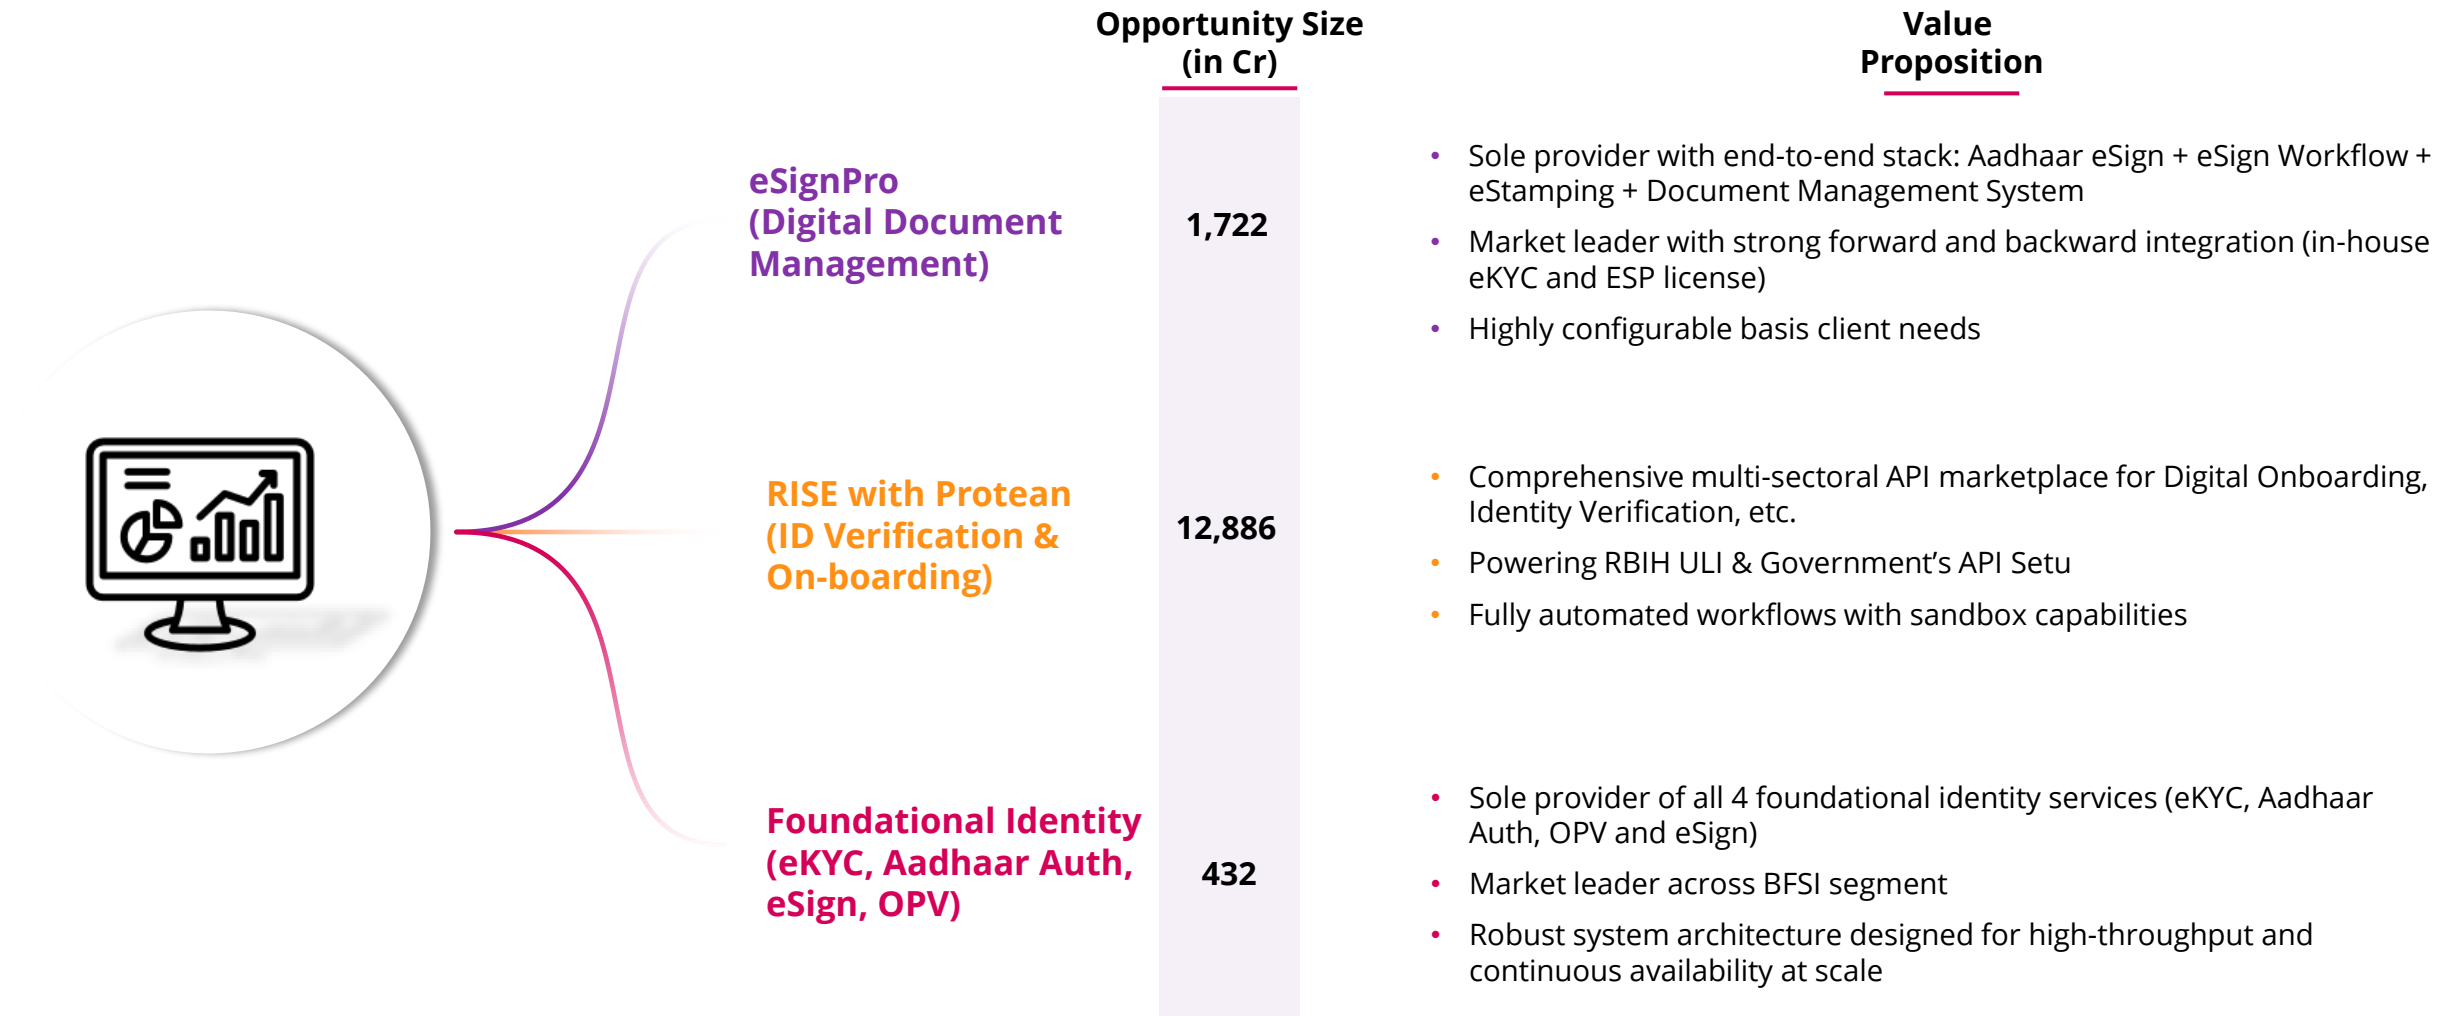 Opportunity Size
(in Cr)
Value
Proposition
eSignPro
(Digital Document
Management)
1,722
• Sole provider with end-to-end stack: Aadhaar eSign + eSign Workflow +
eStamping + Document Management System
• Market leader with strong forward and backward integration (in-house
eKYC and ESP license)
• Highly configurable basis client needs
RISE with Protean
(ID Verification &
On-boarding)
12,886
• Comprehensive multi-sectoral API marketplace for Digital Onboarding,
Identity Verification, etc.
• Powering RBIH ULI & Government’s API Setu
• Fully automated workflows with sandbox capabilities
Foundational Identity
(eKYC, Aadhaar Auth,
eSign, OPV)
432
• Sole provider of all 4 foundational identity services (eKYC, Aadhaar
Auth, OPV and eSign)
• Market leader across BFSI segment
• Robust system architecture designed for high-throughput and
continuous availability at scale